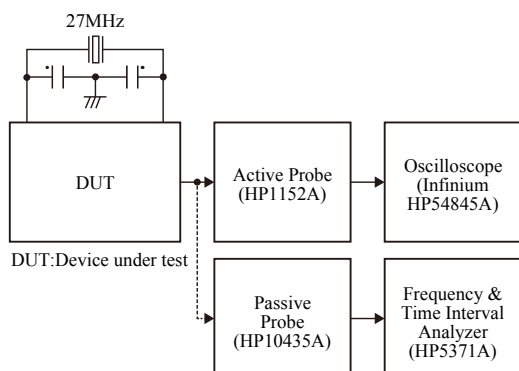 27MHz
DUT
Active Probe
(HP1152A)
Oscilloscope
(Infinium
HP54845A)
DUT:Device under test
Passive
Probe
(HP10435A)
Frequency &
Time Interval
Analyzer
(HP5371A)